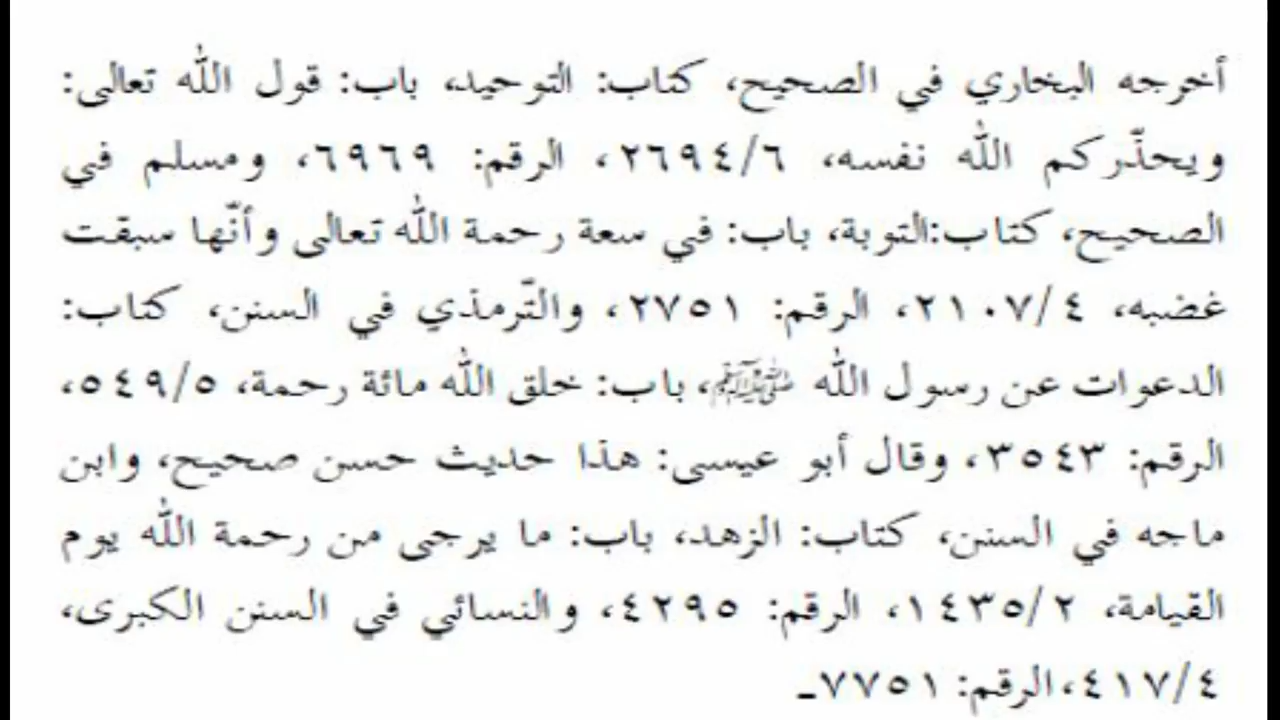 أخرجه البخاري في الصحيح، كتاب: التوحيد، باب: قول الله تعالى:
ويحذّركم الله نفسه، ٦/٢٦٩٤، الرقم: ٦٩٦٩، ومسلم في
الصحيح، كتاب:التوبة، باب: في سعة رحمة الله تعالى وأنّها سبقت
غضبه، ٤/٢١٠٧، الرقم: ٢٧٥١، والتّرمذي في السنن، كتاب:
الدعوات عن رسول الله ﷺ، باب: خلق الله مائة رحمة، ٥/٥٤٩،
الرقم: ٣٥٤٣، وقال أبو عيسى: هذا حديث حسن صحيح، وابن
ماجه في السنن، كتاب: الزهد، باب: ما يرجى من رحمة الله يوم
القيامة، ٢/١٤٣٥، الرقم: ٤٢٩٥، والنسائي في السنن الكبرى،
٤/٤١٧،الرقم: ٧٧٥١ـ